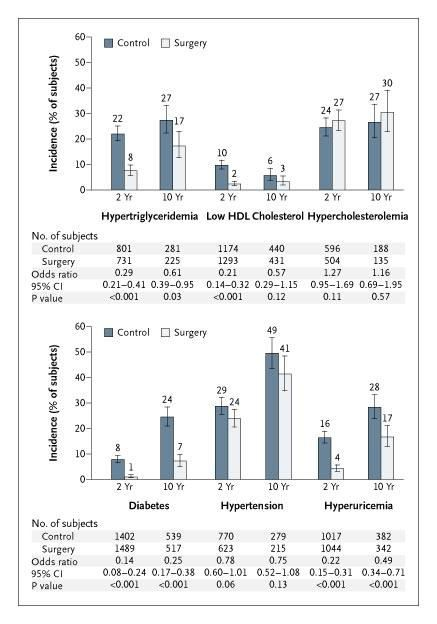 60
50
40
30
20
10
0
Incidence (% of subjects)
Control Surgery
22 8 27 17 10 2 6 3 24 27 27 30
2 Yr 10 Yr 2 Yr 10 Yr 2 Yr 10 Yr
Hypertriglyceridemia Low HDL Cholesterol Hypercholesterolemia
No. of subjects
Control 801 281 1174 440 596 188
Surgery 731 225 1293 431 504 135
Odds ratio 0.29 0.61 0.21 0.57 1.27 1.16
95% CI 0.21–0.41 0.39–0.95 0.14–0.32 0.29–1.15 0.95–1.69 0.69–1.95
P value <0.001 0.03 <0.001 0.12 0.11 0.57
60
50
40
30
20
10
0
Incidence (% of subjects)
Control Surgery
8 1 24 7 29 24 49 41 16 4 28 17
2 Yr 10 Yr 2 Yr 10 Yr 2 Yr 10 Yr
Diabetes Hypertension Hyperuricemia
No. of subjects
Control 1402 539 770 279 1017 382
Surgery 1489 517 623 215 1044 342
Odds ratio 0.14 0.25 0.78 0.75 0.22 0.49
95% CI 0.08–0.24 0.17–0.38 0.60–1.01 0.52–1.08 0.15–0.31 0.34–0.71
P value <0.001 <0.001 0.06 0.13 <0.001 <0.001